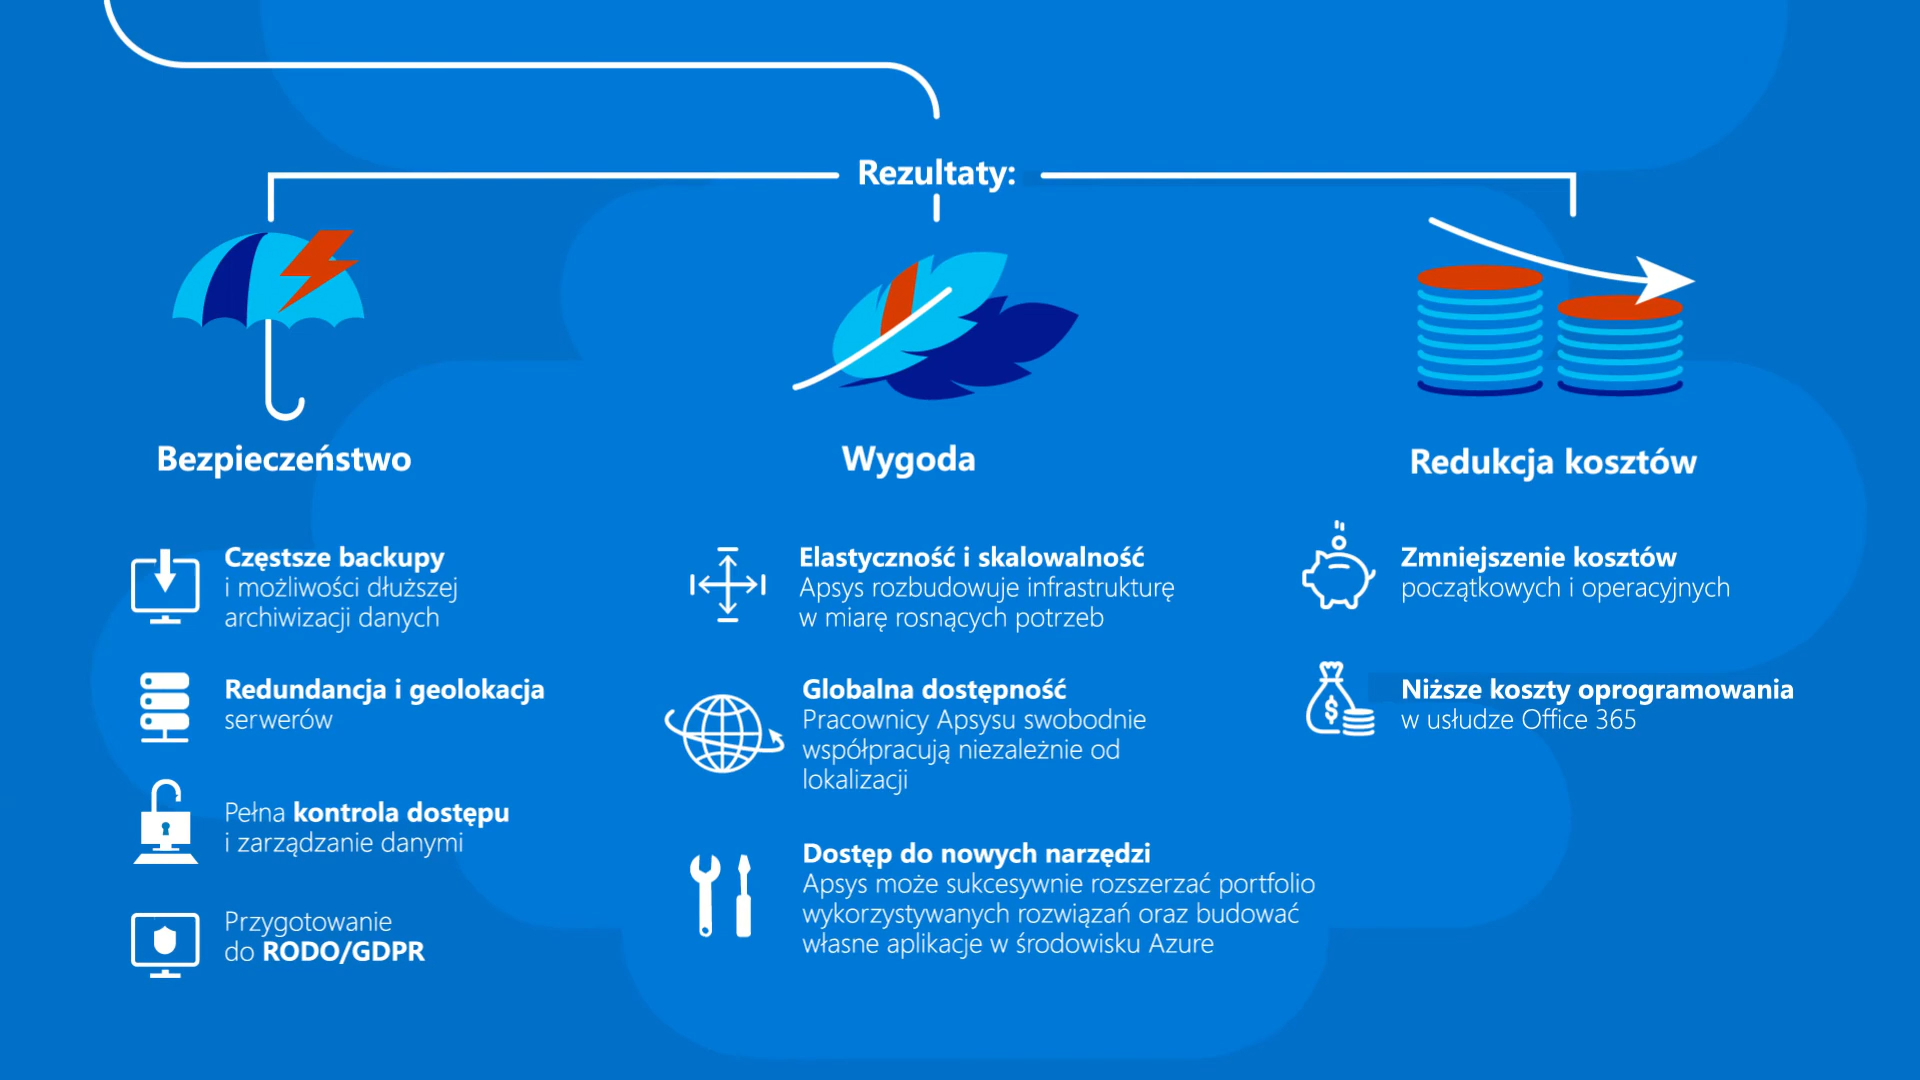 Rezultaty:
Bezpieczeństwo
Częstsze backupy
i możliwości dłuższej
archiwizacji danych
Redundancja i geolokacja
serwerów
Pełna kontrola dostępu
i zarządzanie danymi
Przygotowanie
do RODO/GDPR
Wygoda
Elastyczność i skalowalność
Apsys rozbudowuje infrastrukturę
w miarę rosnących potrzeb
Globalna dostępność
Pracownicy Apsysu swobodnie
współpracują niezależnie od
lokalizacji
Dostęp do nowych narzędzi
Apsys może sukcesywnie rozszerzać portfolio
wykorzystywanych rozwiązań oraz budować
własne aplikacje w środowisku Azure
Redukcja kosztów
Zmniejszenie kosztów
początkowych i operacyjnych
$
Niższe koszty oprogramowania
w usłudze Office 365